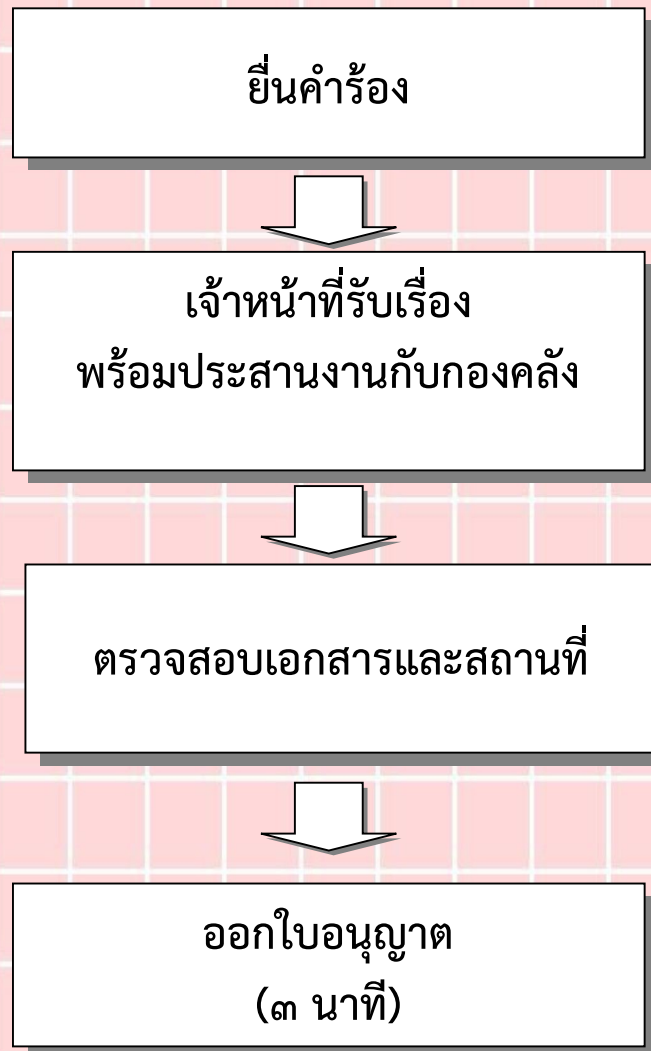 ยื่นคำร้อง
เจ้าหน้าที่รับเรื่อง
พร้อมประสานงานกับกองคลัง
ตรวจสอบเอกสารและสถานที่
ออกใบอนุญาต
(๓ นาที)